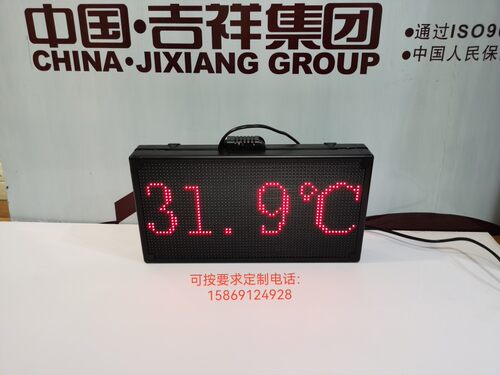 中国·吉祥集团
CHINA·JIXIANG GROUP
●通过ISO90
●中国人民保
31.9℃
可按要求定制电话:
15869124928